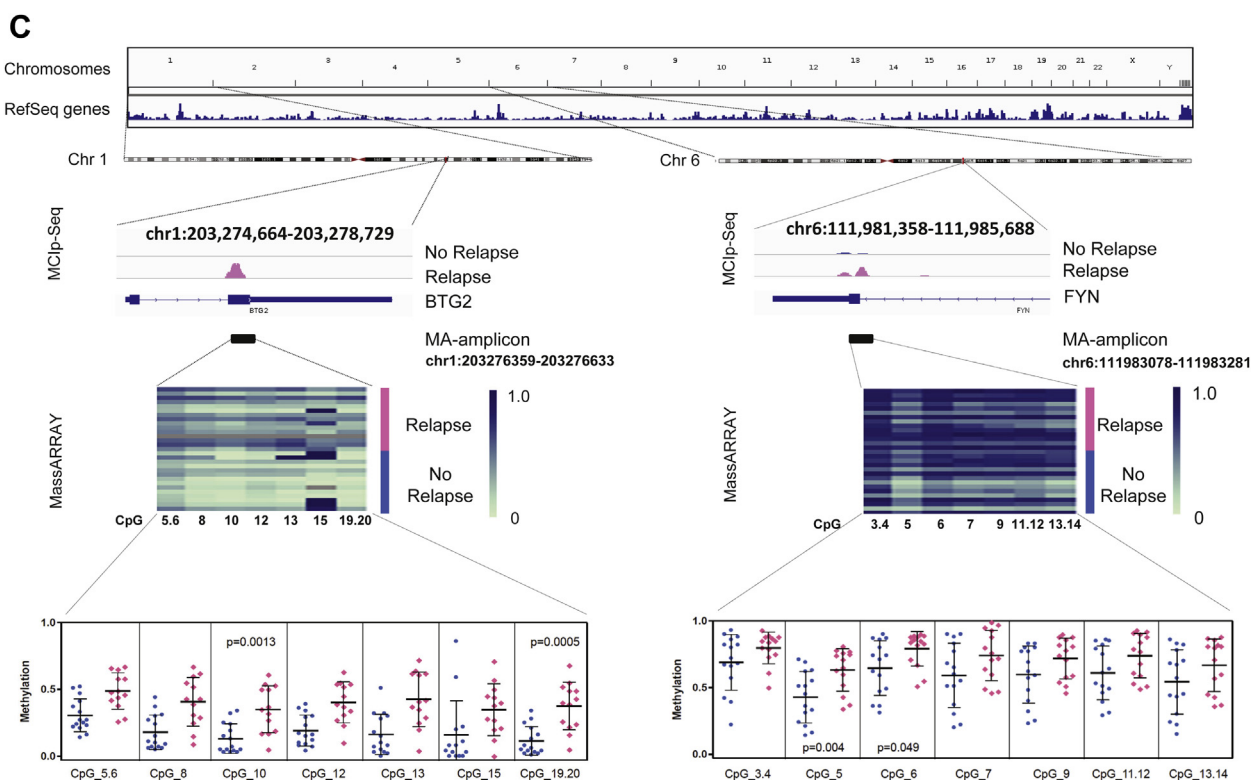 C
Chromosomes
1 2 3 4 5 6 7 8 9 10 11 12 13 14 15 16 17 18 19 20 21 22 X Y
RefSeq genes
Chr 1
Chr 6
MCIp-Seq
chr1:203,274,664-203,278,729
No Relapse
Relapse
BTG2
BTG2
MA-amplicon
chr1:203276359-203276633
MassARRAY
Relapse
No
Relapse
1.0
0
CpG 5.6 8 10 12 13 15 19.20
Methylation
1.0
0.5
0.0
p=0.0013
p=0.0005
CpG_5.6 CpG_8 CpG_10 CpG_12 CpG_13 CpG_15 CpG_19.20
MCIp-Seq
chr6:111,981,358-111,985,688
No Relapse
Relapse
FYN
FYN
MA-amplicon
chr6:111983078-111983281
MassARRAY
Relapse
No
Relapse
1.0
0
CpG 3.4 5 6 7 9 11.12 13.14
Methylation
1.0
0.5
0.0
p=0.004
p=0.049
CpG_3.4 CpG_5 CpG_6 CpG_7 CpG_9 CpG_11.12 CpG_13.14